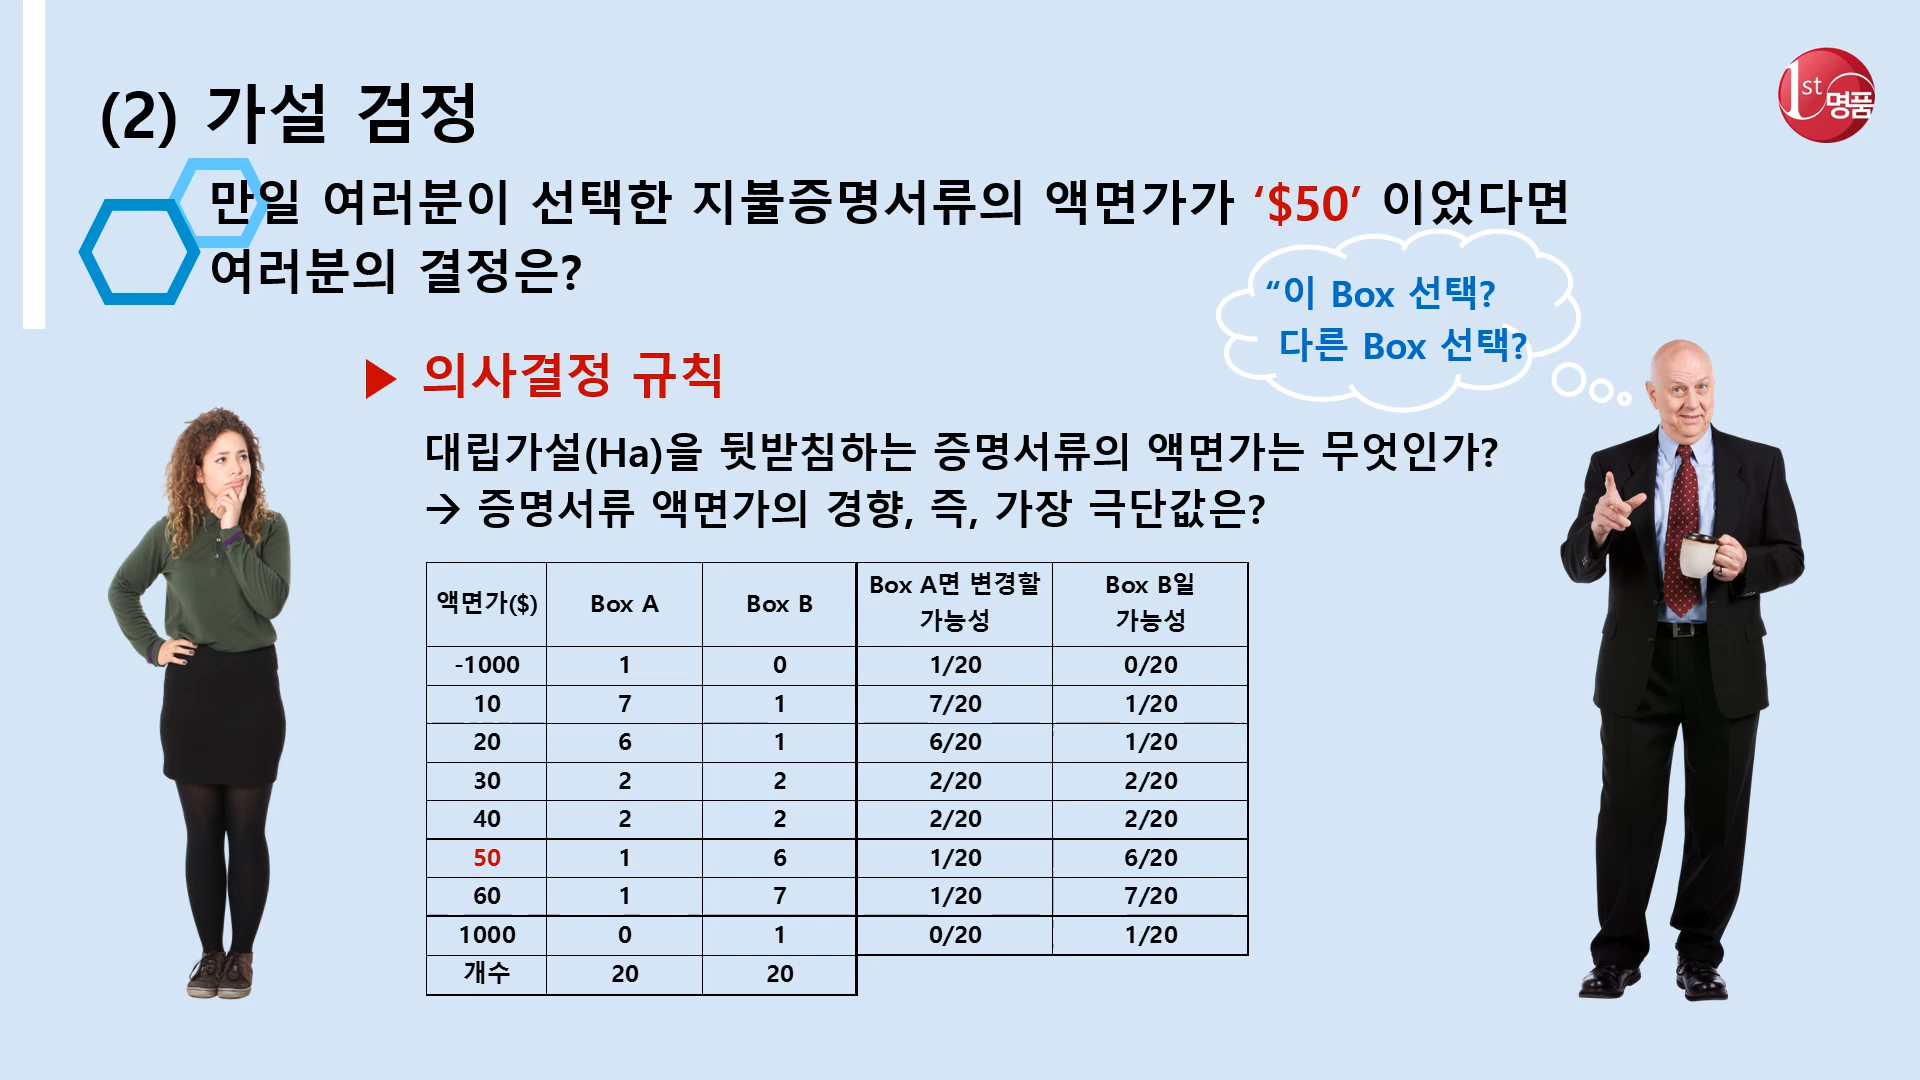 (2) 가설 검정
1st 명품
만일 여러분이 선택한 지불증명서류의 액면가가 ‘$50’ 이었다면
여러분의 결정은?
“이 Box 선택?
다른 Box 선택?
▶ 의사결정 규칙
대립가설(Ha)을 뒷받침하는 증명서류의 액면가는 무엇인가?
→ 증명서류 액면가의 경향, 즉, 가장 극단값은?
액면가($) Box A Box B Box A면 변경할 가능성 Box B일 가능성
-1000 1 0 1/20 0/20
10 7 1 7/20 1/20
20 6 1 6/20 1/20
30 2 2 2/20 2/20
40 2 2 2/20 2/20
50 1 6 1/20 6/20
60 1 7 1/20 7/20
1000 0 1 0/20 1/20
개수 20 20